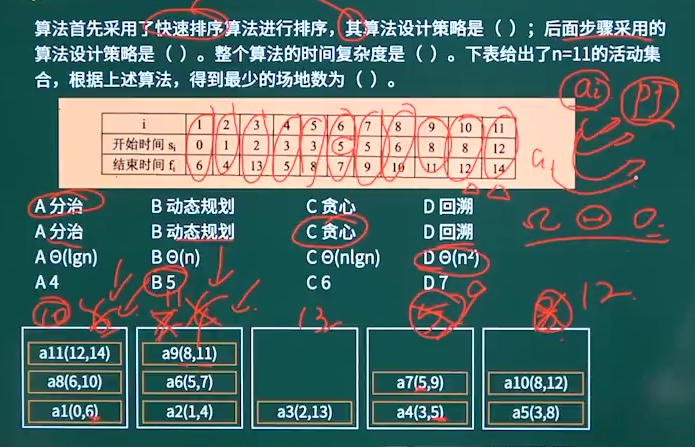 算法首先采用了快速排序算法进行排序，其算法设计策略是（ ）；后面步骤采用的
算法设计策略是（ ）。整个算法的时间复杂度是（ ）。下表给出了n=11的活动集
合，根据上述算法，得到最少的场地数为（ ）。
i 1 2 3 4 5 6 7 8 9 10 11
开始时间 si 0 1 2 3 3 5 5 6 8 8 12
结束时间 fi 6 4 13 5 8 7 9 10 11 12 14
ai Pj
a1
A 分治 B 动态规划 C 贪心 D 回溯
A 分治 B 动态规划 C 贪心 D 回溯
Ω Θ O
A Θ(lgn) B Θ(n) C Θ(nlgn) D Θ(n²)
A 4 B 5 C 6 D 7
10 11 13 9 12
a11(12,14) a9(8,11)
a8(6,10) a6(5,7) a7(5,9) a10(8,12)
a1(0,6) a2(1,4) a3(2,13) a4(3,5) a5(3,8)